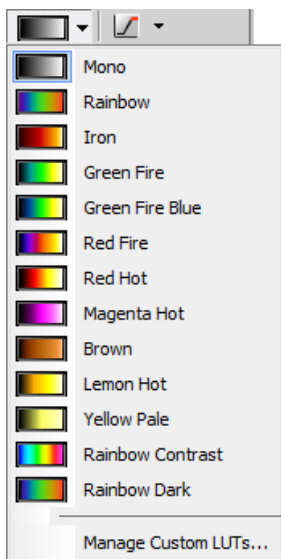 Mono
Rainbow
Iron
Green Fire
Green Fire Blue
Red Fire
Red Hot
Magenta Hot
Brown
Lemon Hot
Yellow Pale
Rainbow Contrast
Rainbow Dark
Manage Custom LUTs...